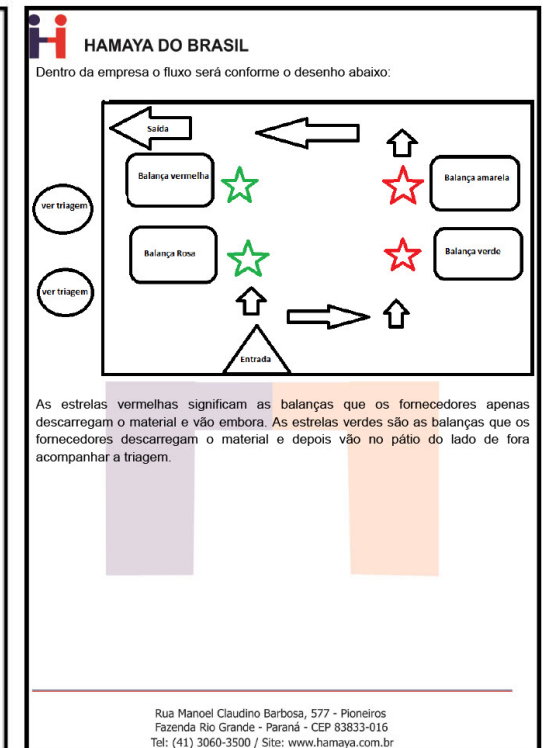 HAMAYA DO BRASIL
Dentro da empresa o fluxo será conforme o desenho abaixo:
Saída
Balança vermelha
Balança amarela
ver triagem
Balança Rosa
Balança verde
ver triagem
Entrada
As estrelas vermelhas significam as balanças que os fornecedores apenas
descarregam o material e vão embora. As estrelas verdes são as balanças que os
fornecedores descarregam o material e depois vão no pátio do lado de fora
acompanhar a triagem.
Rua Manoel Claudino Barbosa, 577 - Pioneiros
Fazenda Rio Grande - Paraná - CEP 83833-016
Tel: (41) 3060-3500 / Site: www.hamaya.com.br